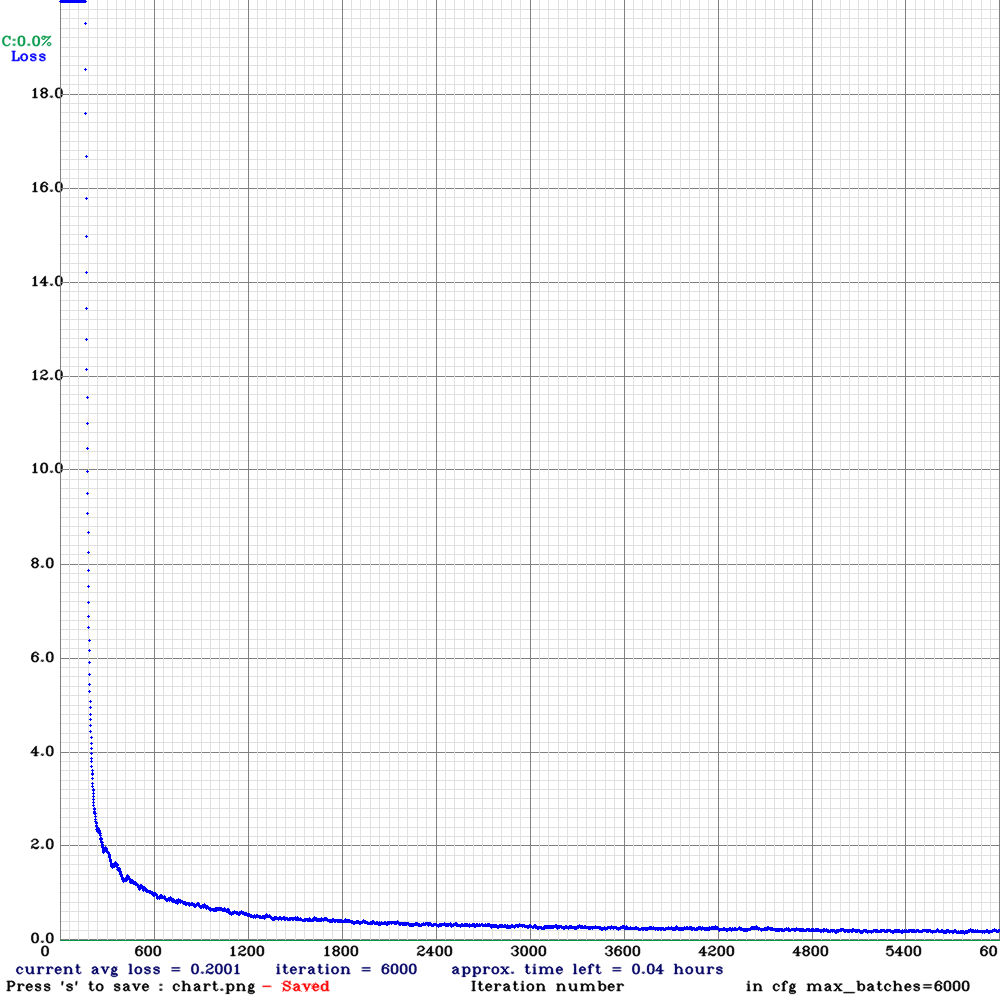 C:0.0%
Loss
18.0
16.0
14.0
12.0
10.0
8.0
6.0
4.0
2.0
0.0
0 600 1200 1800 2400 3000 3600 4200 4800 5400 60
current avg loss = 0.2001 iteration = 6000 approx. time left = 0.04 hours
Press 's' to save : chart.png - Saved Iteration number in cfg max_batches=6000